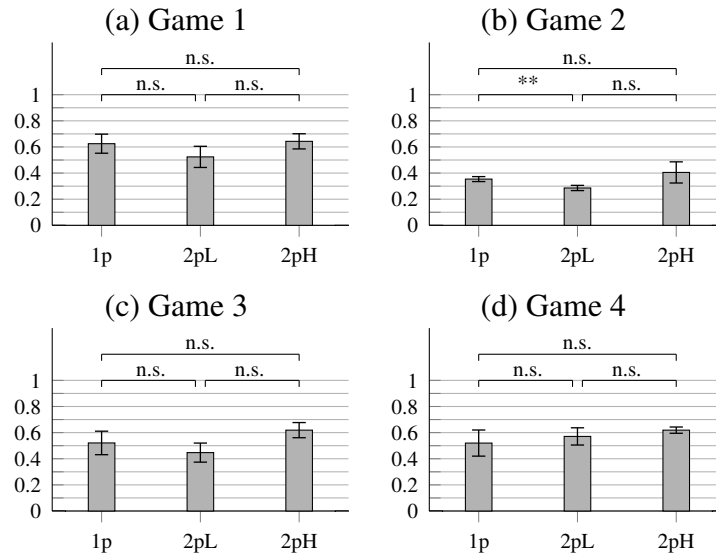 (a) Game 1
n.s.
n.s. n.s.
1
0.8
0.6
0.4
0.2
0
1p 2pL 2pH
(b) Game 2
n.s.
** n.s.
1
0.8
0.6
0.4
0.2
0
1p 2pL 2pH
(c) Game 3
n.s.
n.s. n.s.
1
0.8
0.6
0.4
0.2
0
1p 2pL 2pH
(d) Game 4
n.s.
n.s. n.s.
1
0.8
0.6
0.4
0.2
0
1p 2pL 2pH